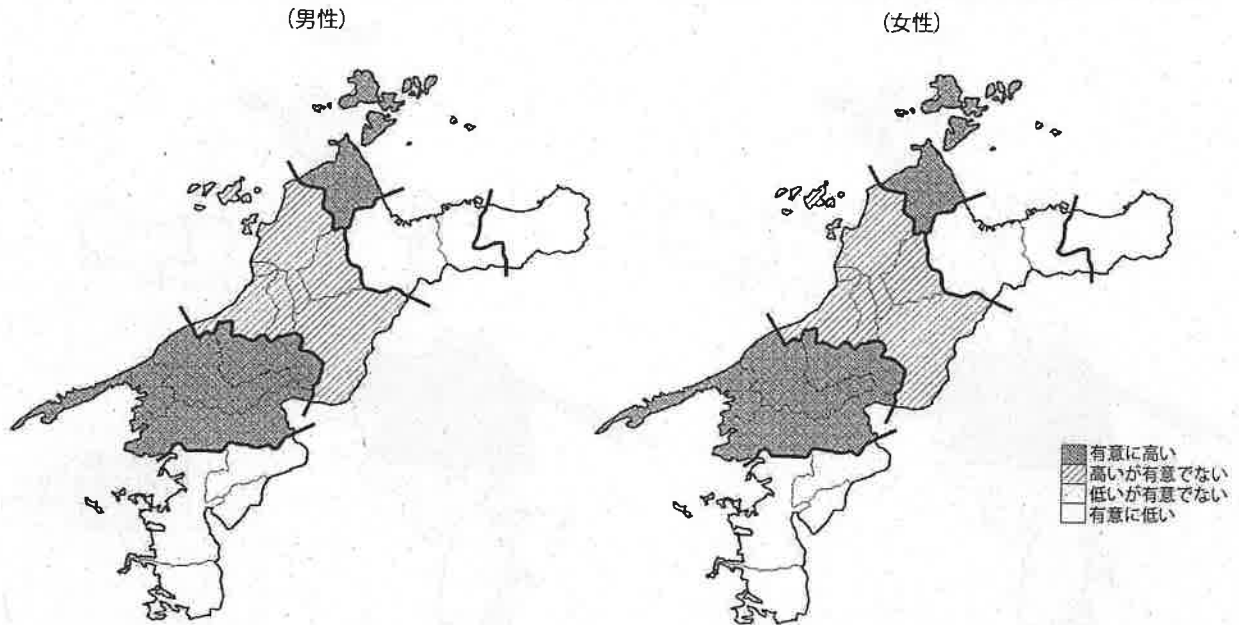 (男性)
(女性)
有意に高い
高いが有意でない
低いが有意でない
有意に低い